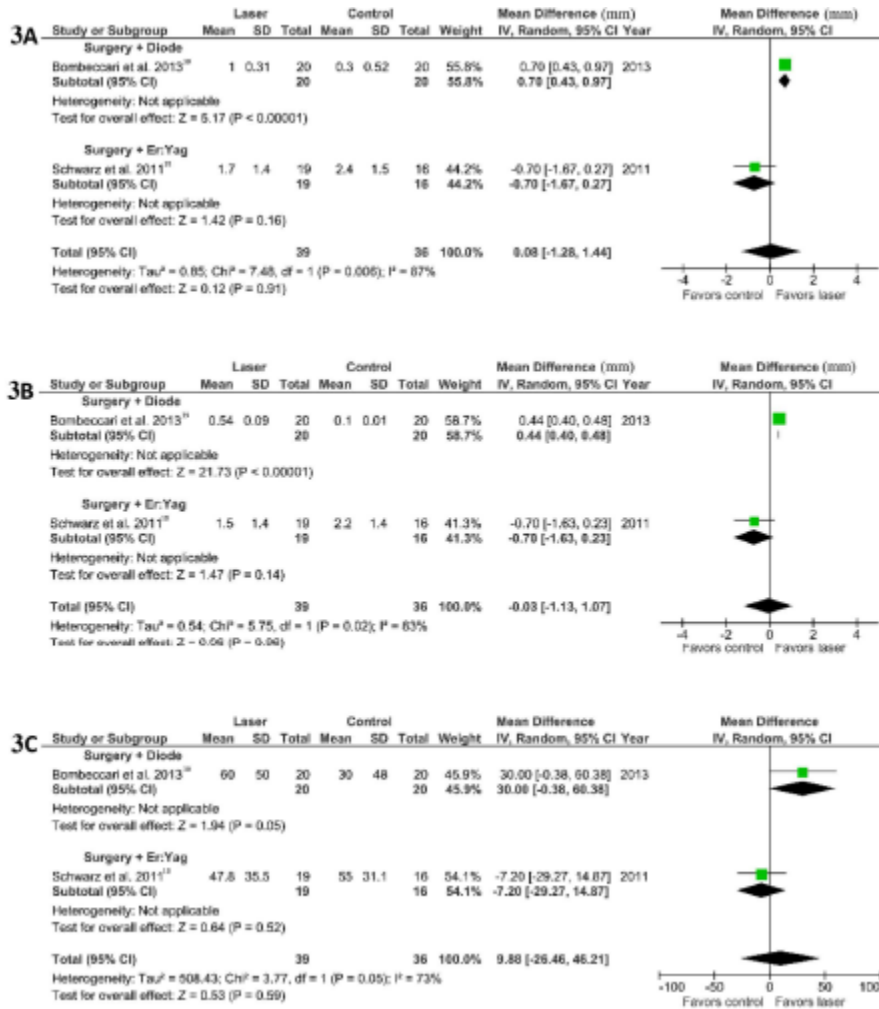 3A
Laser Control Mean Difference (mm) Mean Difference (mm)
Study or Subgroup Mean SD Total Mean SD Total Weight IV, Random, 95% CI Year IV, Random, 95% CI
Surgery + Diode
Bombeccari et al. 2013 1 0.31 20 0.3 0.52 20 55.8% 0.70 [0.43, 0.97] 2013
Subtotal (95% CI) 20 20 55.8% 0.70 [0.43, 0.97]
Heterogeneity: Not applicable
Test for overall effect: Z = 5.17 (P < 0.00001)
Surgery + Er:Yag
Schwarz et al. 2011 1.7 1.4 19 2.4 1.5 16 44.2% -0.70 [-1.67, 0.27] 2011
Subtotal (95% CI) 19 16 44.2% -0.70 [-1.67, 0.27]
Heterogeneity: Not applicable
Test for overall effect: Z = 1.42 (P = 0.16)
Total (95% CI) 39 36 100.0% 0.08 [-1.28, 1.44]
Heterogeneity: Tau² = 0.85; Chi² = 7.48, df = 1 (P = 0.006); I² = 87%
Test for overall effect: Z = 0.12 (P = 0.91)
-4 -2 0 2 4
Favors control Favors laser
3B
Laser Control Mean Difference (mm) Mean Difference (mm)
Study or Subgroup Mean SD Total Mean SD Total Weight IV, Random, 95% CI Year IV, Random, 95% CI
Surgery + Diode
Bombeccari et al. 2013 0.54 0.09 20 0.1 0.01 20 58.7% 0.44 [0.40, 0.48] 2013
Subtotal (95% CI) 20 20 58.7% 0.44 [0.40, 0.48]
Heterogeneity: Not applicable
Test for overall effect: Z = 21.73 (P < 0.00001)
Surgery + Er:Yag
Schwarz et al. 2011 1.5 1.4 19 2.2 1.4 16 41.3% -0.70 [-1.63, 0.23] 2011
Subtotal (95% CI) 19 16 41.3% -0.70 [-1.63, 0.23]
Heterogeneity: Not applicable
Test for overall effect: Z = 1.47 (P = 0.14)
Total (95% CI) 39 36 100.0% -0.03 [-1.13, 1.07]
Heterogeneity: Tau² = 0.54; Chi² = 5.75, df = 1 (P = 0.02); I² = 83%
Test for overall effect: Z = 0.06 (P = 0.96)
-4 -2 0 2 4
Favors control Favors laser
3C
Laser Control Mean Difference Mean Difference
Study or Subgroup Mean SD Total Mean SD Total Weight IV, Random, 95% CI Year IV, Random, 95% CI
Surgery + Diode
Bombeccari et al. 2013 60 50 20 30 48 20 45.9% 30.00 [-0.38, 60.38] 2013
Subtotal (95% CI) 20 20 45.9% 30.00 [-0.38, 60.38]
Heterogeneity: Not applicable
Test for overall effect: Z = 1.94 (P = 0.05)
Surgery + Er:Yag
Schwarz et al. 2011 47.8 35.5 19 55 31.1 16 54.1% -7.20 [-29.27, 14.87] 2011
Subtotal (95% CI) 19 16 54.1% -7.20 [-29.27, 14.87]
Heterogeneity: Not applicable
Test for overall effect: Z = 0.64 (P = 0.52)
Total (95% CI) 39 36 100.0% 9.88 [-26.46, 46.21]
Heterogeneity: Tau² = 508.43; Chi² = 3.77, df = 1 (P = 0.05); I² = 73%
Test for overall effect: Z = 0.53 (P = 0.59)
-100 -50 0 50 100
Favors control Favors laser